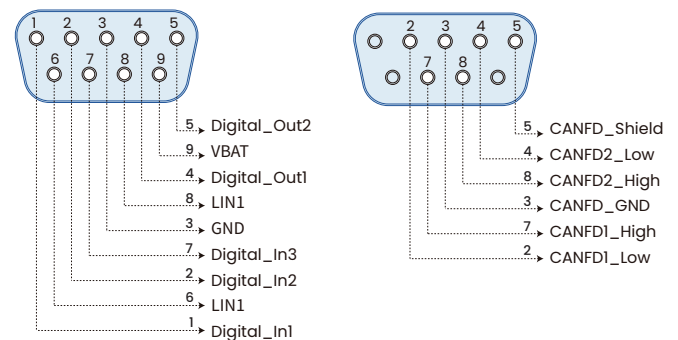 1 2 3 4 5
6 7 8 9
5 Digital_Out2
9 VBAT
4 Digital_Out1
8 LIN1
3 GND
7 Digital_In3
2 Digital_In2
6 LIN1
1 Digital_In1
2 3 4 5
7 8
5 CANFD_Shield
4 CANFD2_Low
8 CANFD2_High
3 CANFD_GND
7 CANFD1_High
2 CANFD1_Low